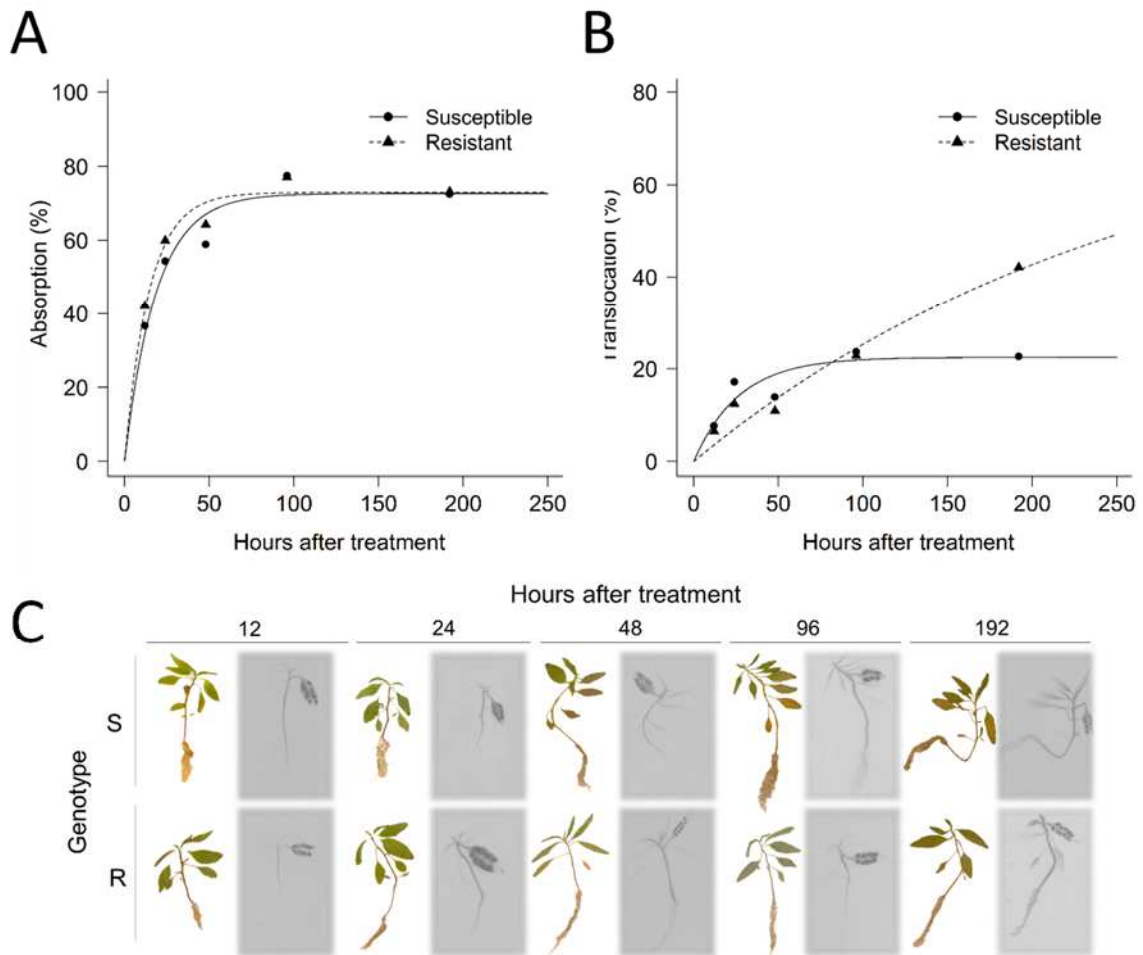 A
B
Absorption (%)
100
80
60
40
20
0
Susceptible
Resistant
0 50 100 150 200 250
Hours after treatment
Translocation (%)
80
60
40
20
0
Susceptible
Resistant
0 50 100 150 200 250
Hours after treatment
C
Hours after treatment
12 24 48 96 192
Genotype
S
R